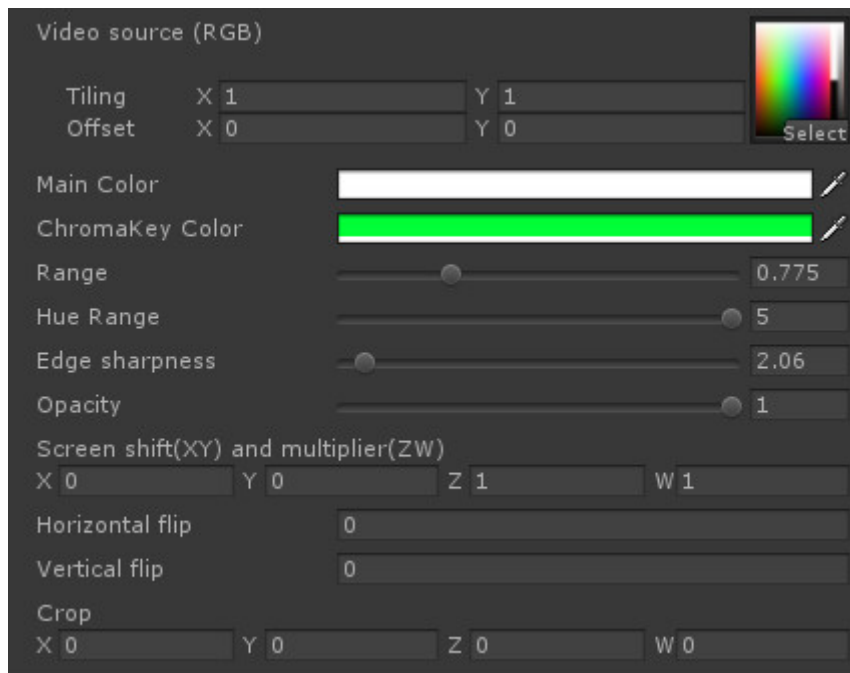 Video source (RGB)
Tiling X 1 Y 1
Offset X 0 Y 0
Select
Main Color
ChromaKey Color
Range 0.775
Hue Range 5
Edge sharpness 2.06
Opacity 1
Screen shift(XY) and multiplier(ZW)
X 0 Y 0 Z 1 W 1
Horizontal flip 0
Vertical flip 0
Crop
X 0 Y 0 Z 0 W 0